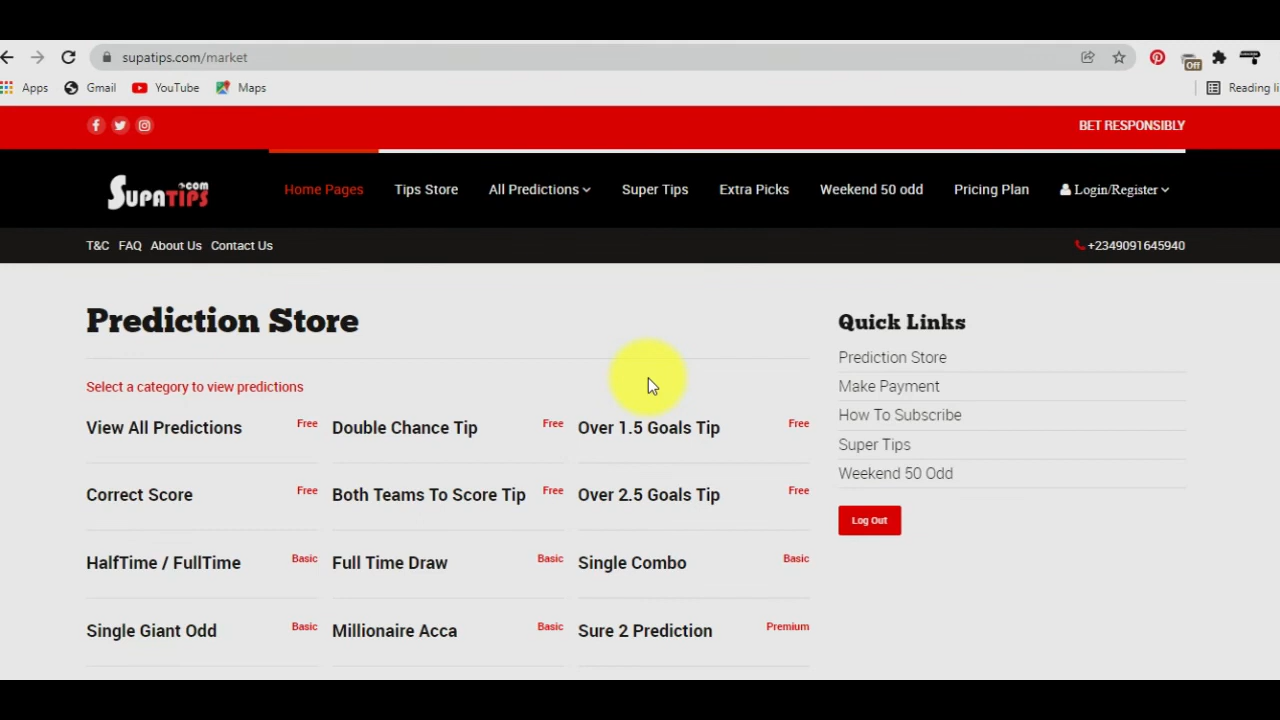 supatips.com/market
Off
Apps Gmail YouTube Maps Reading li
BET RESPONSIBLY
SUPATIPS .com
Home Pages Tips Store All Predictions Super Tips Extra Picks Weekend 50 odd Pricing Plan Login/Register
T&C FAQ About Us Contact Us +2349091645940
Prediction Store
Select a category to view predictions
View All Predictions Free Double Chance Tip Free Over 1.5 Goals Tip Free
Correct Score Free Both Teams To Score Tip Free Over 2.5 Goals Tip Free
HalfTime / FullTime Basic Full Time Draw Basic Single Combo Basic
Single Giant Odd Basic Millionaire Acca Basic Sure 2 Prediction Premium
Quick Links
Prediction Store
Make Payment
How To Subscribe
Super Tips
Weekend 50 Odd
Log Out